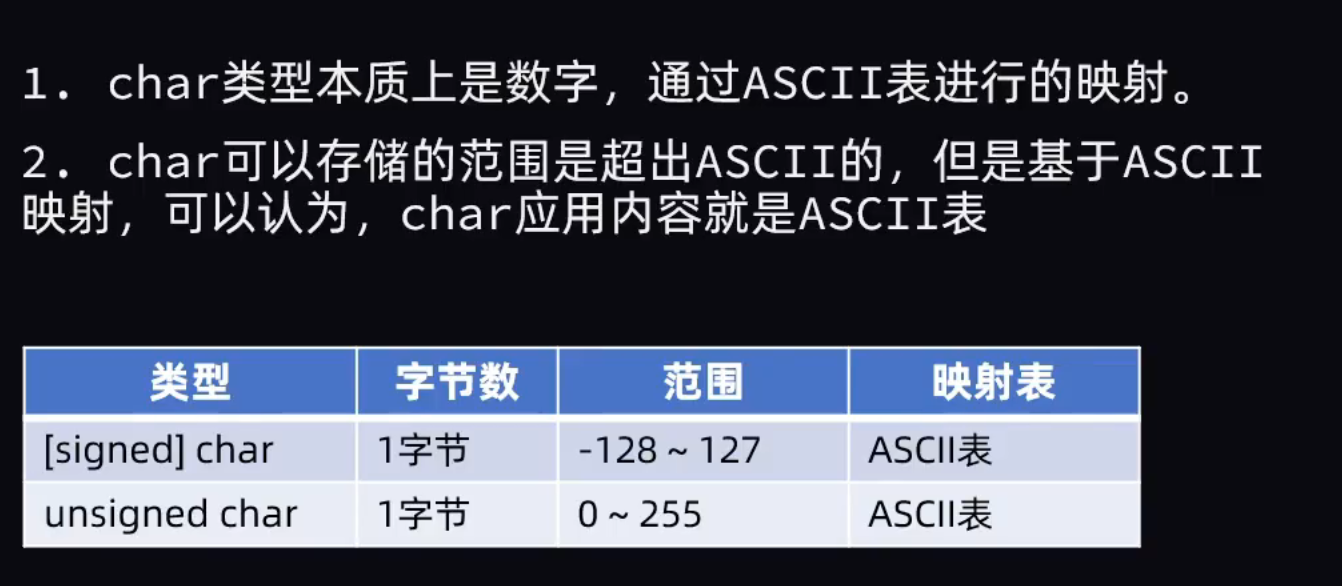 1. char类型本质上是数字，通过ASCII表进行的映射。
2. char可以存储的范围是超出ASCII的，但是基于ASCII
映射，可以认为，char应用内容就是ASCII表
类型 字节数 范围 映射表
[signed] char 1字节 -128 ~ 127 ASCII表
unsigned char 1字节 0 ~ 255 ASCII表